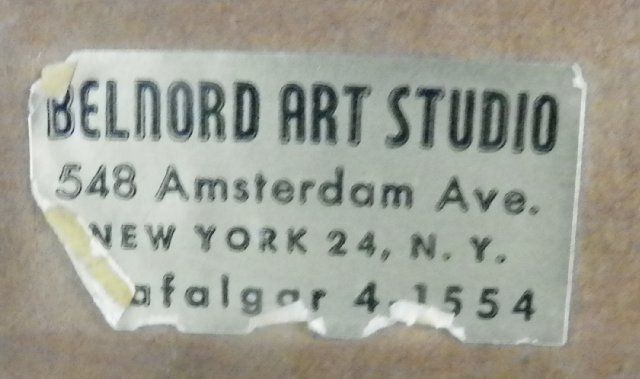 BELNORD ART STUDIO
548 Amsterdam Ave.
NEW YORK 24, N. Y.
afalgar 4-1554